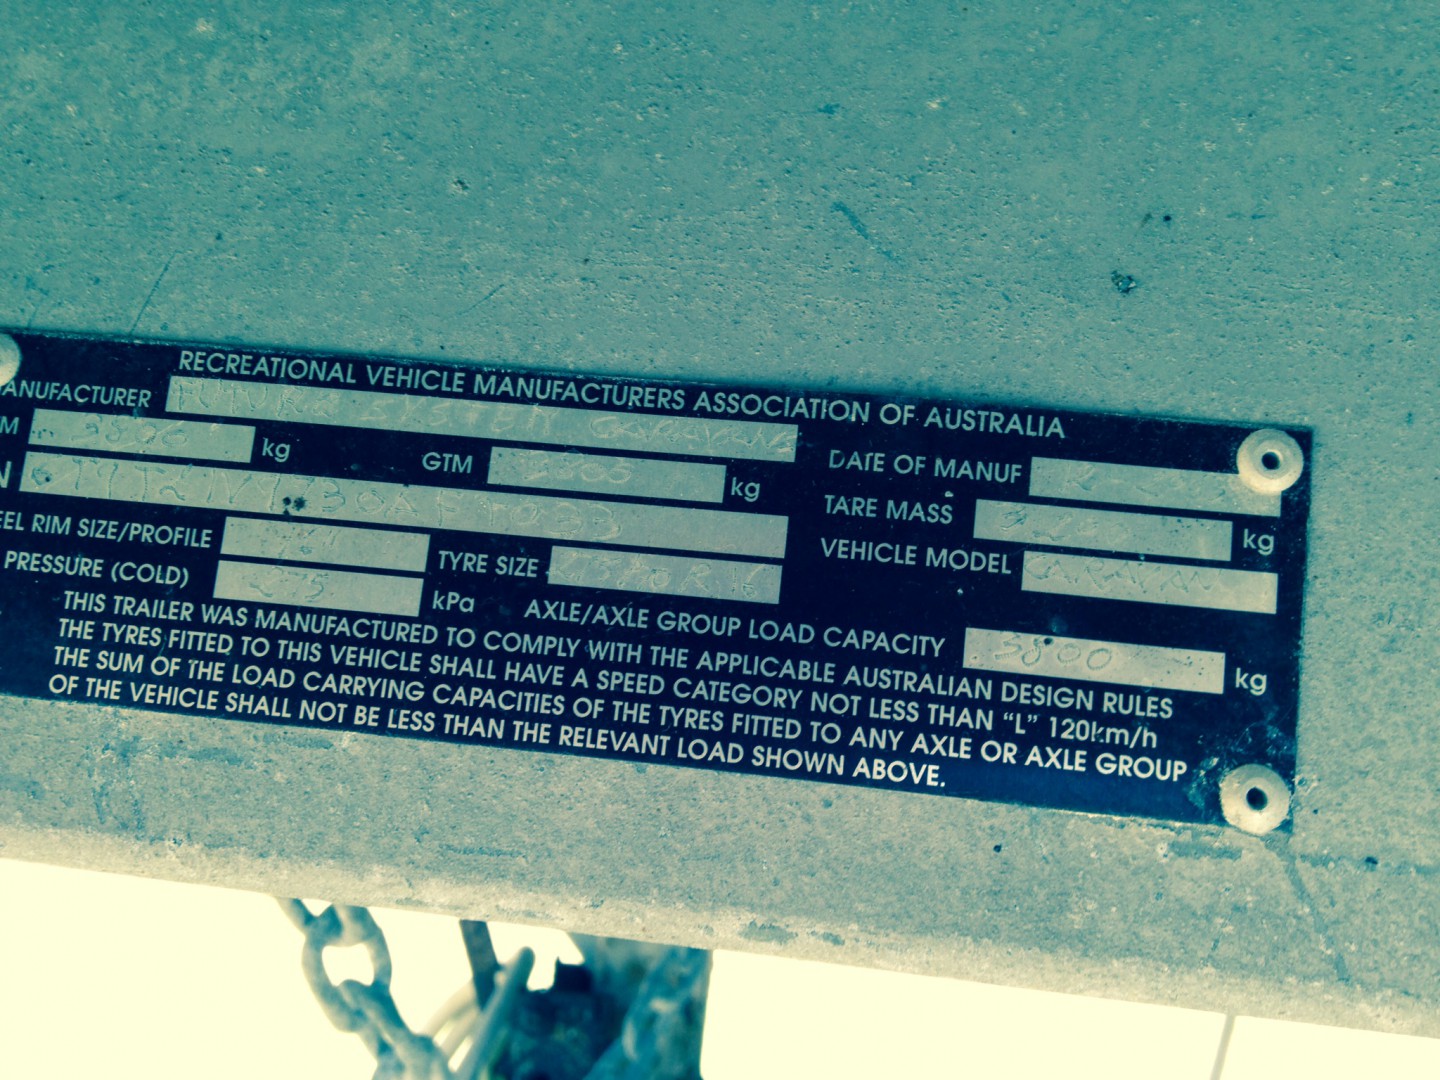 RECREATIONAL VEHICLE MANUFACTURERS ASSOCIATION OF AUSTRALIA
ANUFACTURER FUTURE CARAVANS DATE OF MANUF
M 3800 kg GTM kg TARE MASS kg
N VEHICLE MODEL CARAVAN
EEL RIM SIZE/PROFILE TYRE SIZE
PRESSURE (COLD) kPa AXLE/AXLE GROUP LOAD CAPACITY 3800 kg
THIS TRAILER WAS MANUFACTURED TO COMPLY WITH THE APPLICABLE AUSTRALIAN DESIGN RULES
THE TYRES FITTED TO THIS VEHICLE SHALL HAVE A SPEED CATEGORY NOT LESS THAN “L” 120km/h
THE SUM OF THE LOAD CARRYING CAPACITIES OF THE TYRES FITTED TO ANY AXLE OR AXLE GROUP
OF THE VEHICLE SHALL NOT BE LESS THAN THE RELEVANT LOAD SHOWN ABOVE.